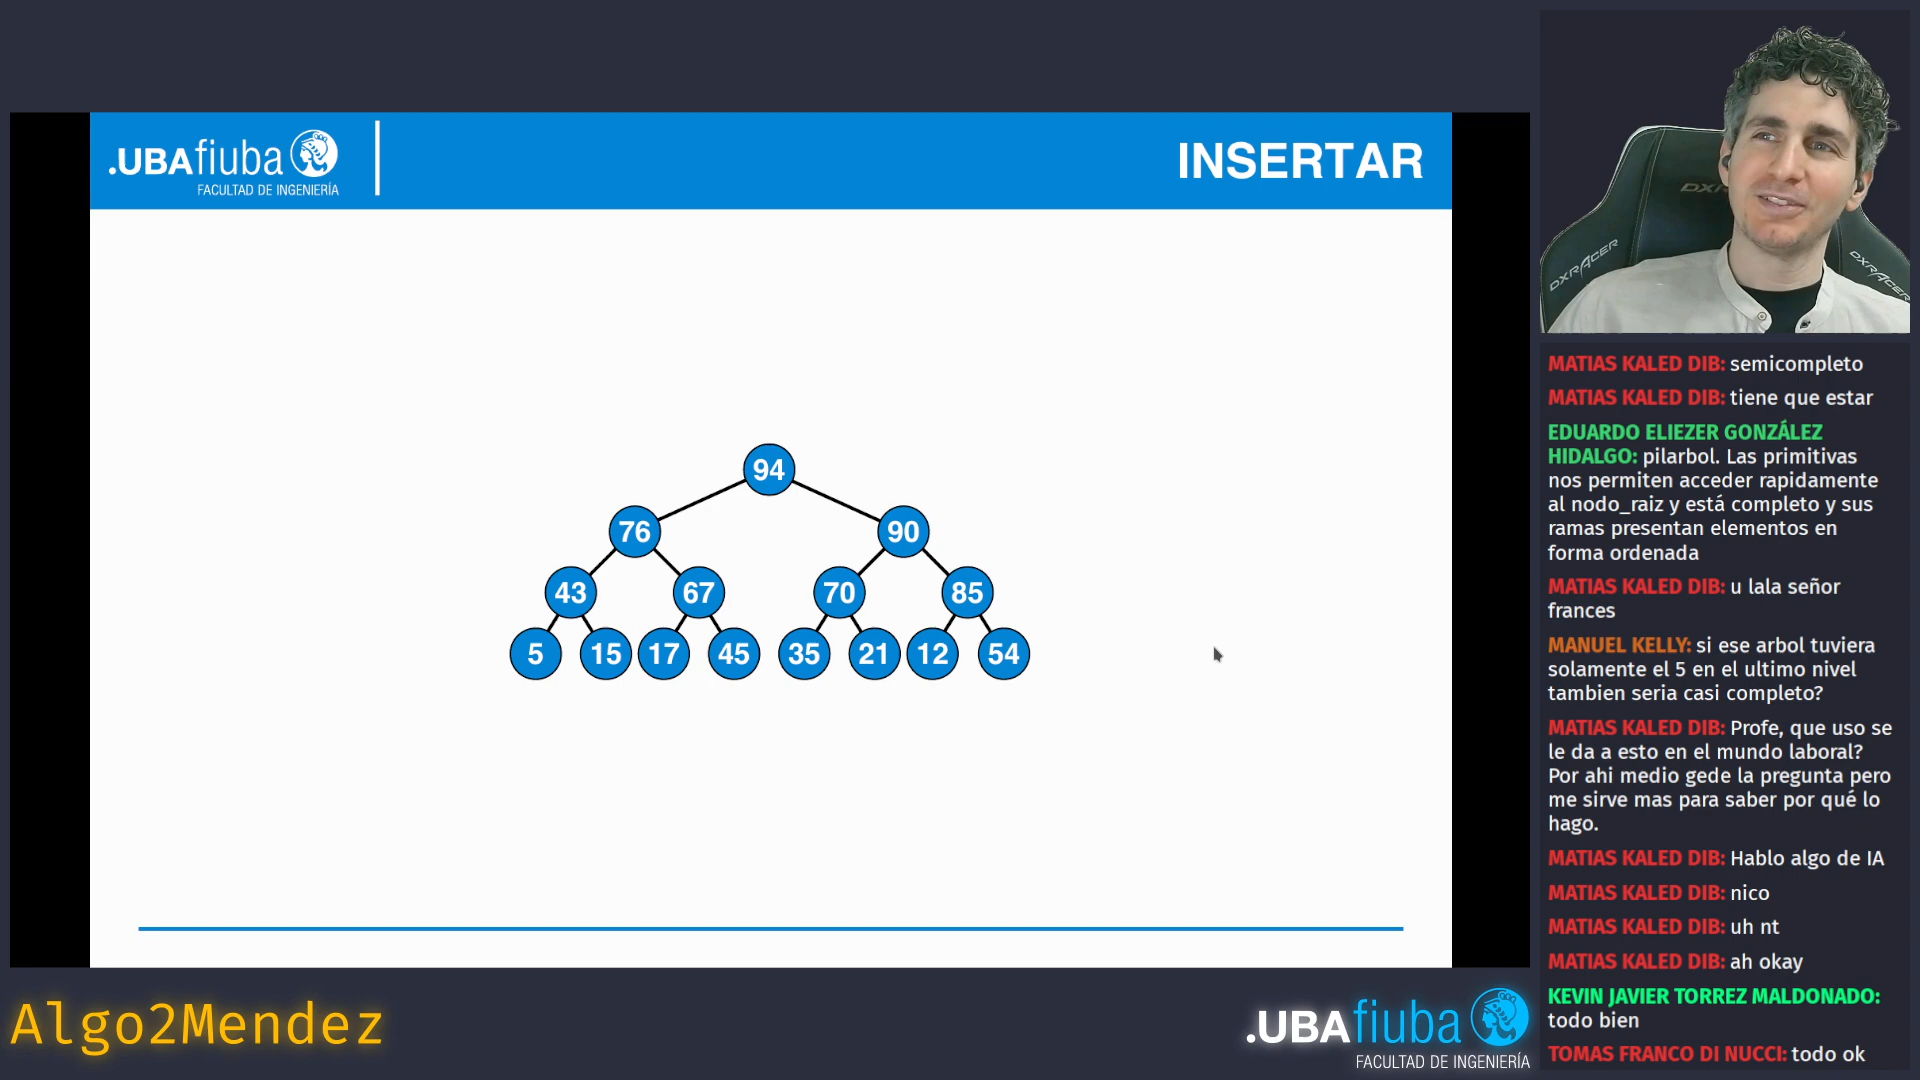 .UBAfiuba
FACULTAD DE INGENIERÍA
INSERTAR
94
76 90
43 67 70 85
5 15 17 45 35 21 12 54
DXRACER
DXRACER
MATIAS KALED DIB: semicompleto
MATIAS KALED DIB: tiene que estar
EDUARDO ELIEZER GONZÁLEZ
HIDALGO: pilarbol. Las primitivas
nos permiten acceder rapidamente
al nodo_raiz y está completo y sus
ramas presentan elementos en
forma ordenada
MATIAS KALED DIB: u lala señor
frances
MANUEL KELLY: si ese arbol tuviera
solamente el 5 en el ultimo nivel
tambien seria casi completo?
MATIAS KALED DIB: Profe, que uso se
le da a esto en el mundo laboral?
Por ahi medio gede la pregunta pero
me sirve mas para saber por qué lo
hago.
MATIAS KALED DIB: Hablo algo de IA
MATIAS KALED DIB: nico
MATIAS KALED DIB: uh nt
MATIAS KALED DIB: ah okay
KEVIN JAVIER TORREZ MALDONADO:
todo bien
TOMAS FRANCO DI NUCCI: todo ok
Algo2Mendez
.UBAfiuba
FACULTAD DE INGENIERÍA